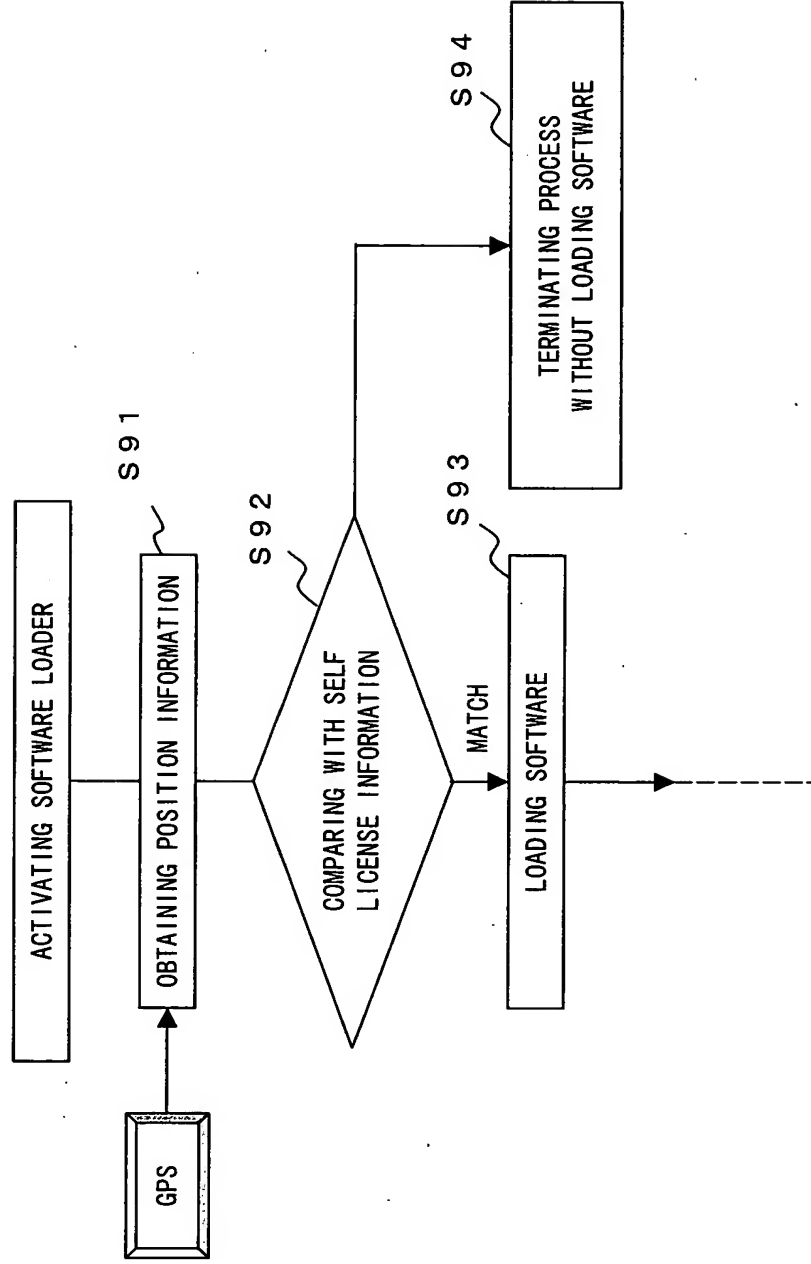 ACTIVATING SOFTWARE LOADER
S91
GPS
OBTAINING POSITION INFORMATION
S92
COMPARING WITH SELF
LICENSE INFORMATION
MATCH
S93
LOADING SOFTWARE
S94
TERMINATING PROCESS
WITHOUT LOADING SOFTWARE